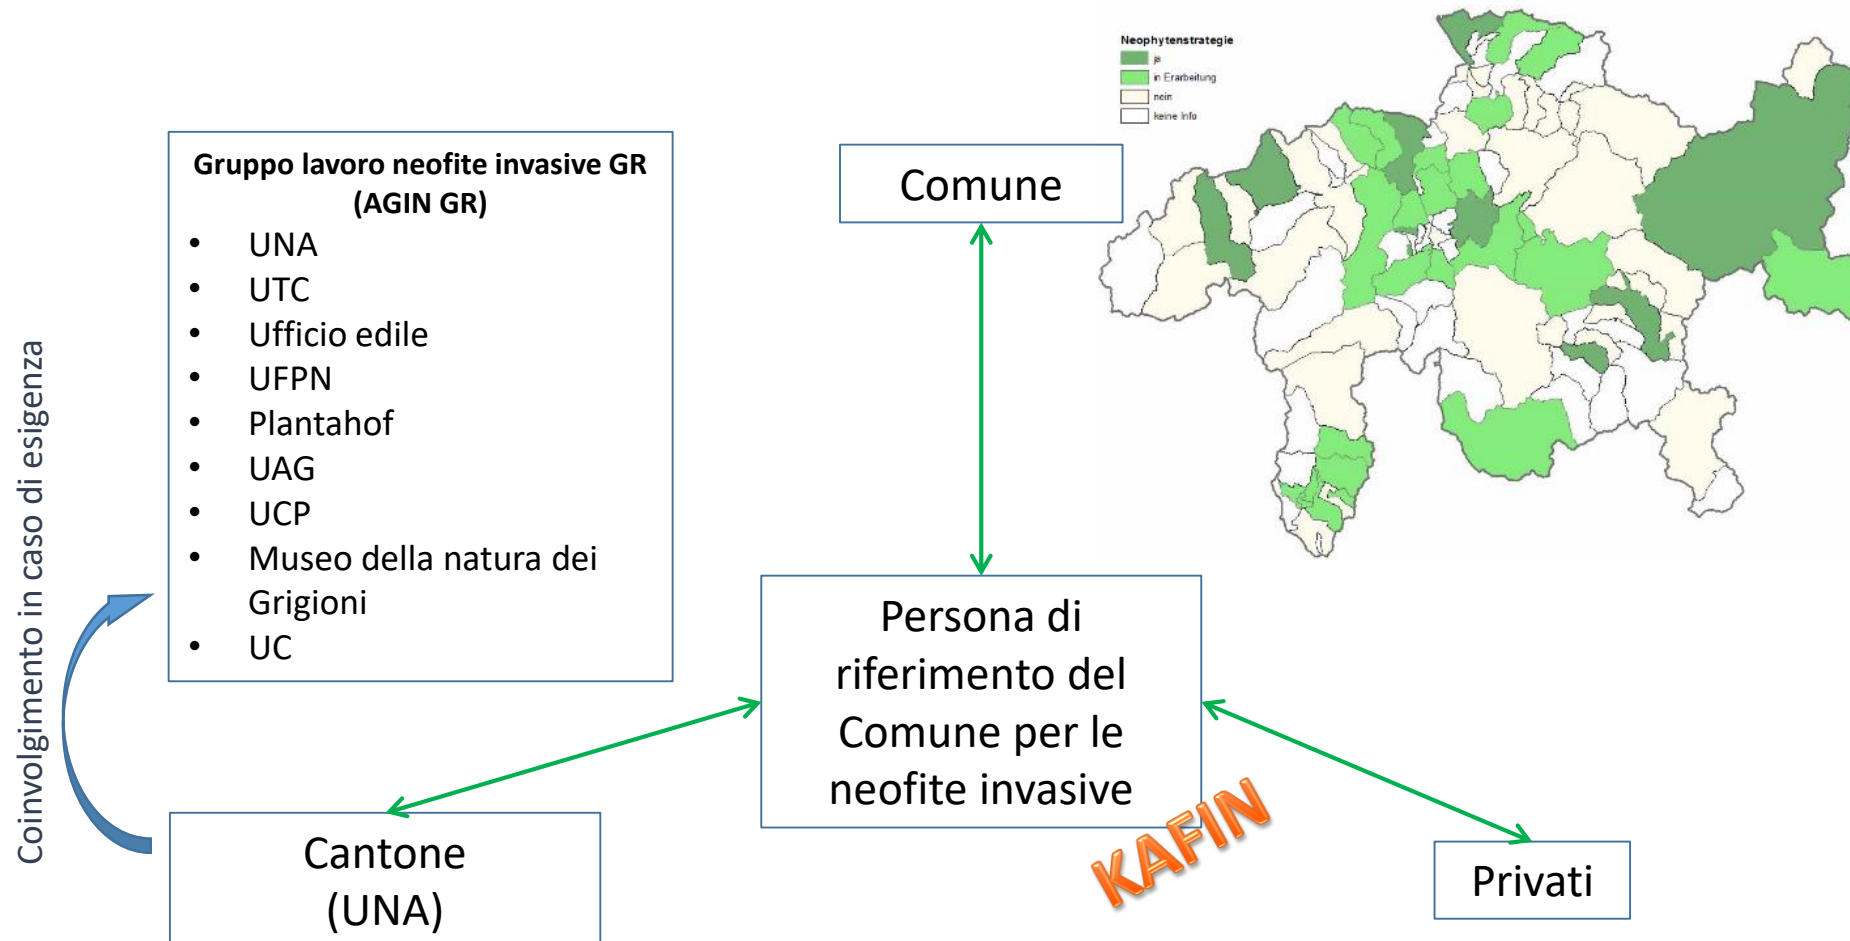 Neophytenstrategie
ja
in Erarbeitung
nein
keine Info
Gruppo lavoro neofite invasive GR
(AGIN GR)
• UNA
• UTC
• Ufficio edile
• UFPN
• Plantahof
• UAG
• UCP
• Museo della natura dei
Grigioni
• UC
Coinvolgimento in caso di esigenza
Comune
Persona di
riferimento del
Comune per le
neofite invasive
KAFIN
Cantone
(UNA)
Privati